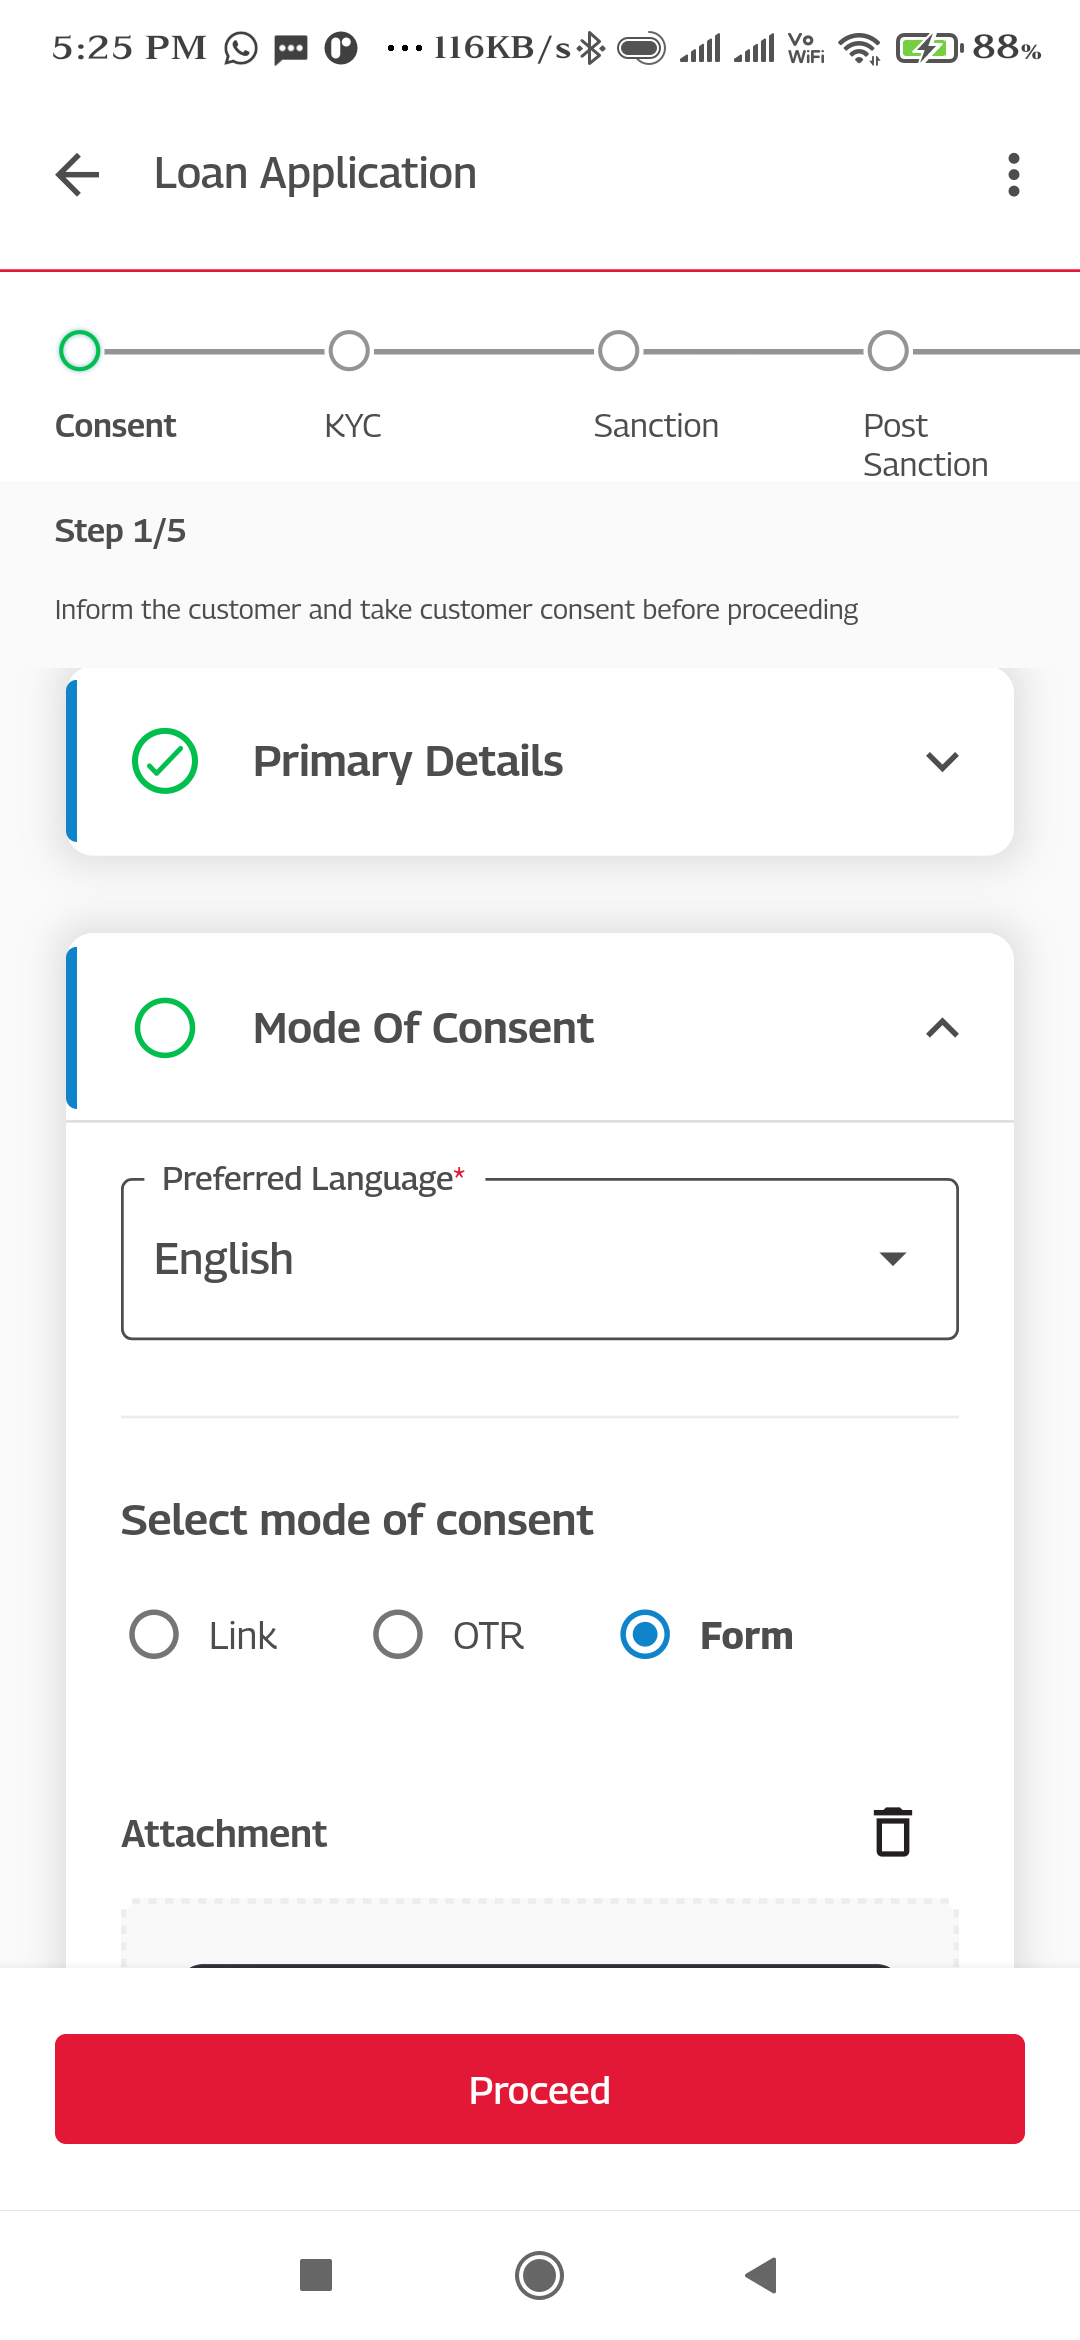 5:25 PM ... 116KB/s Vo WiFi 88%
Loan Application
Consent KYC Sanction Post Sanction
Step 1/5
Inform the customer and take customer consent before proceeding
Primary Details
Mode Of Consent
Preferred Language*
English
Select mode of consent
Link OTR Form
Attachment
Proceed